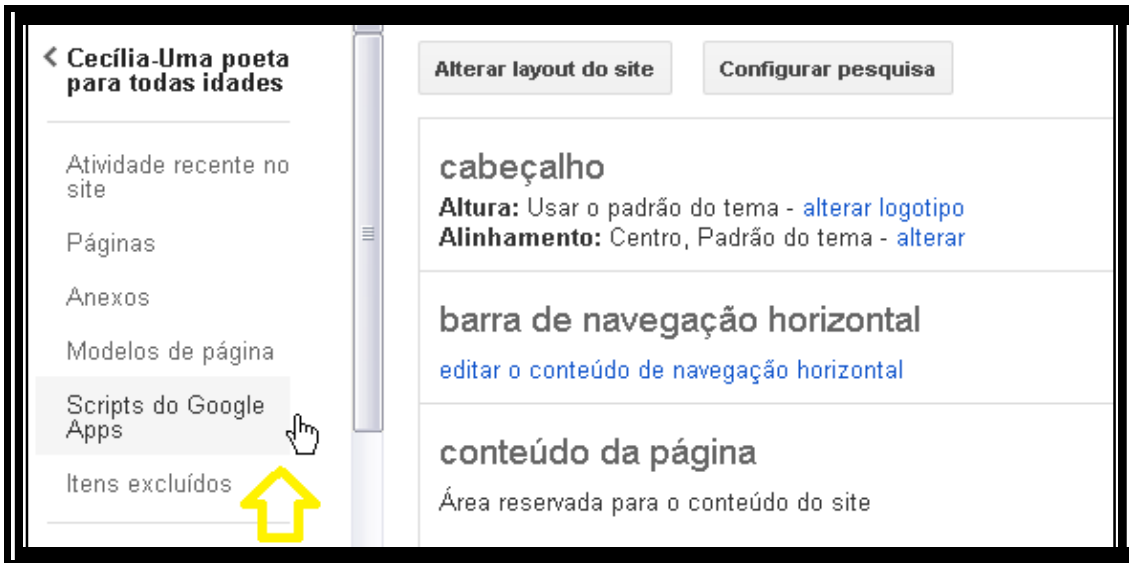 Cecília-Uma poeta
para todas idades
Atividade recente no
site
Páginas
Anexos
Modelos de página
Scripts do Google
Apps
Itens excluídos
Alterar layout do site
Configurar pesquisa
cabeçalho
Altura: Usar o padrão do tema - alterar logotipo
Alinhamento: Centro, Padrão do tema - alterar
barra de navegação horizontal
editar o conteúdo de navegação horizontal
conteúdo da página
Área reservada para o conteúdo do site